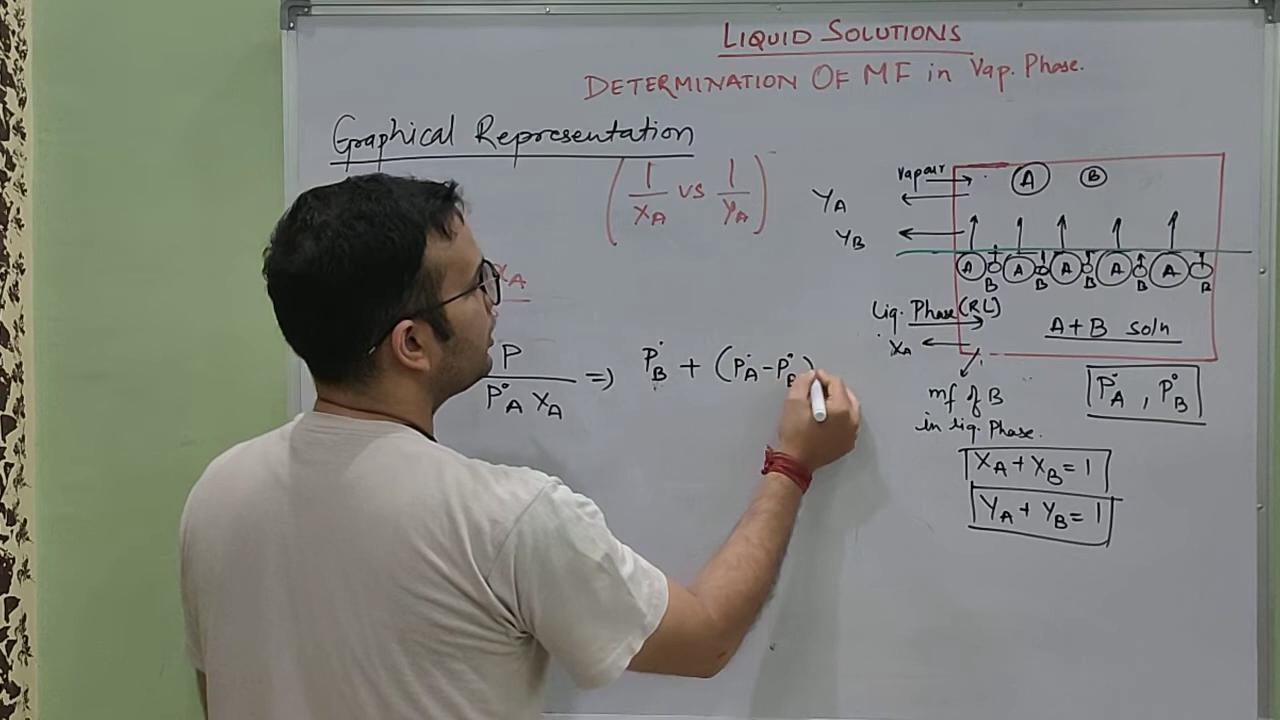 LIQUID SOLUTIONS
DETERMINATION OF MF in Vap. Phase.
Graphical Representation
(1/XA vs 1/YA)
XA
P/P°A XA => P°B + (P°A - P°B)
Vapour
A B
YA
YB
A B A B A B A B A B
Liq. Phase (RL)
XA
A+B soln
mf of B
in liq. Phase.
P°A , P°B
XA + XB = 1
YA + YB = 1